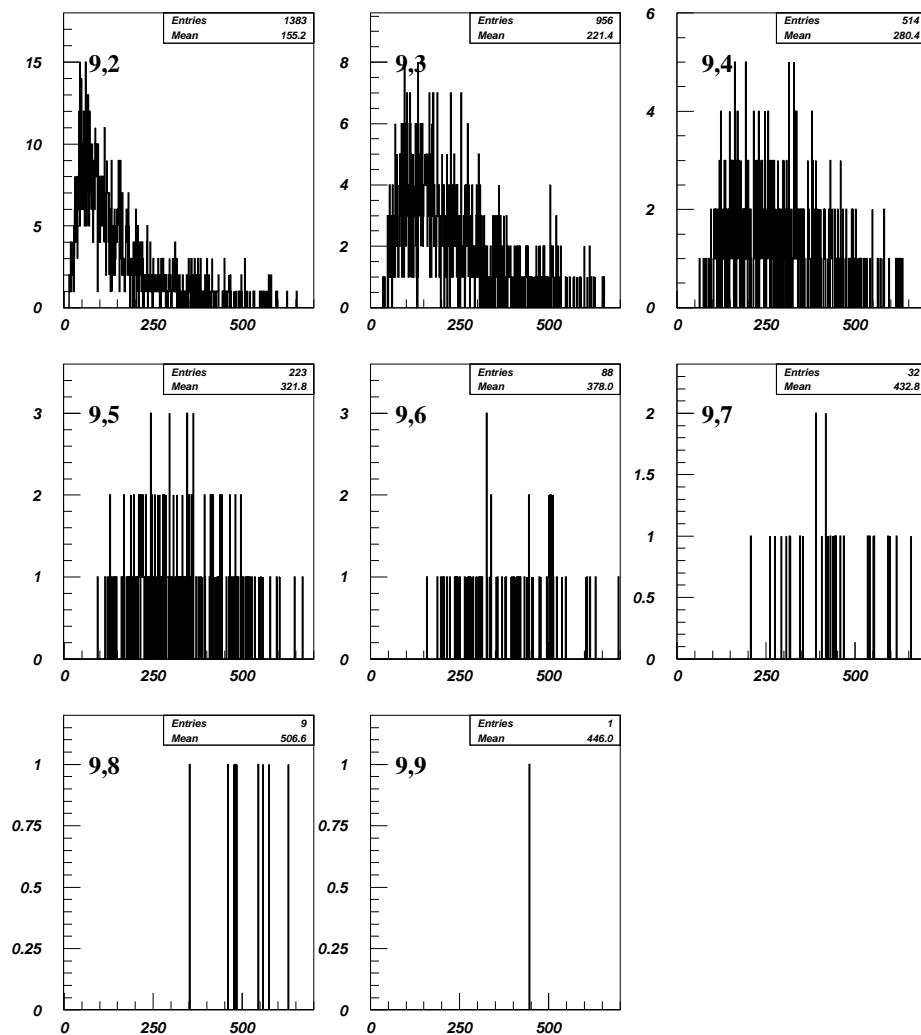 Entries 1383
Mean 155.2
9,2
15
10
5
0
0 250 500
Entries 956
Mean 221.4
9,3
8
6
4
2
0
0 250 500
Entries 514
Mean 280.4
9,4
6
5
4
3
2
1
0
0 250 500
Entries 223
Mean 321.8
9,5
3
2
1
0
0 250 500
Entries 88
Mean 378.0
9,6
3
2
1
0
0 250 500
Entries 32
Mean 432.8
9,7
2
1.5
1
0.5
0
0 250 500
Entries 9
Mean 506.6
9,8
1
0.75
0.5
0.25
0
0 250 500
Entries 1
Mean 446.0
9,9
1
0.75
0.5
0.25
0
0 250 500